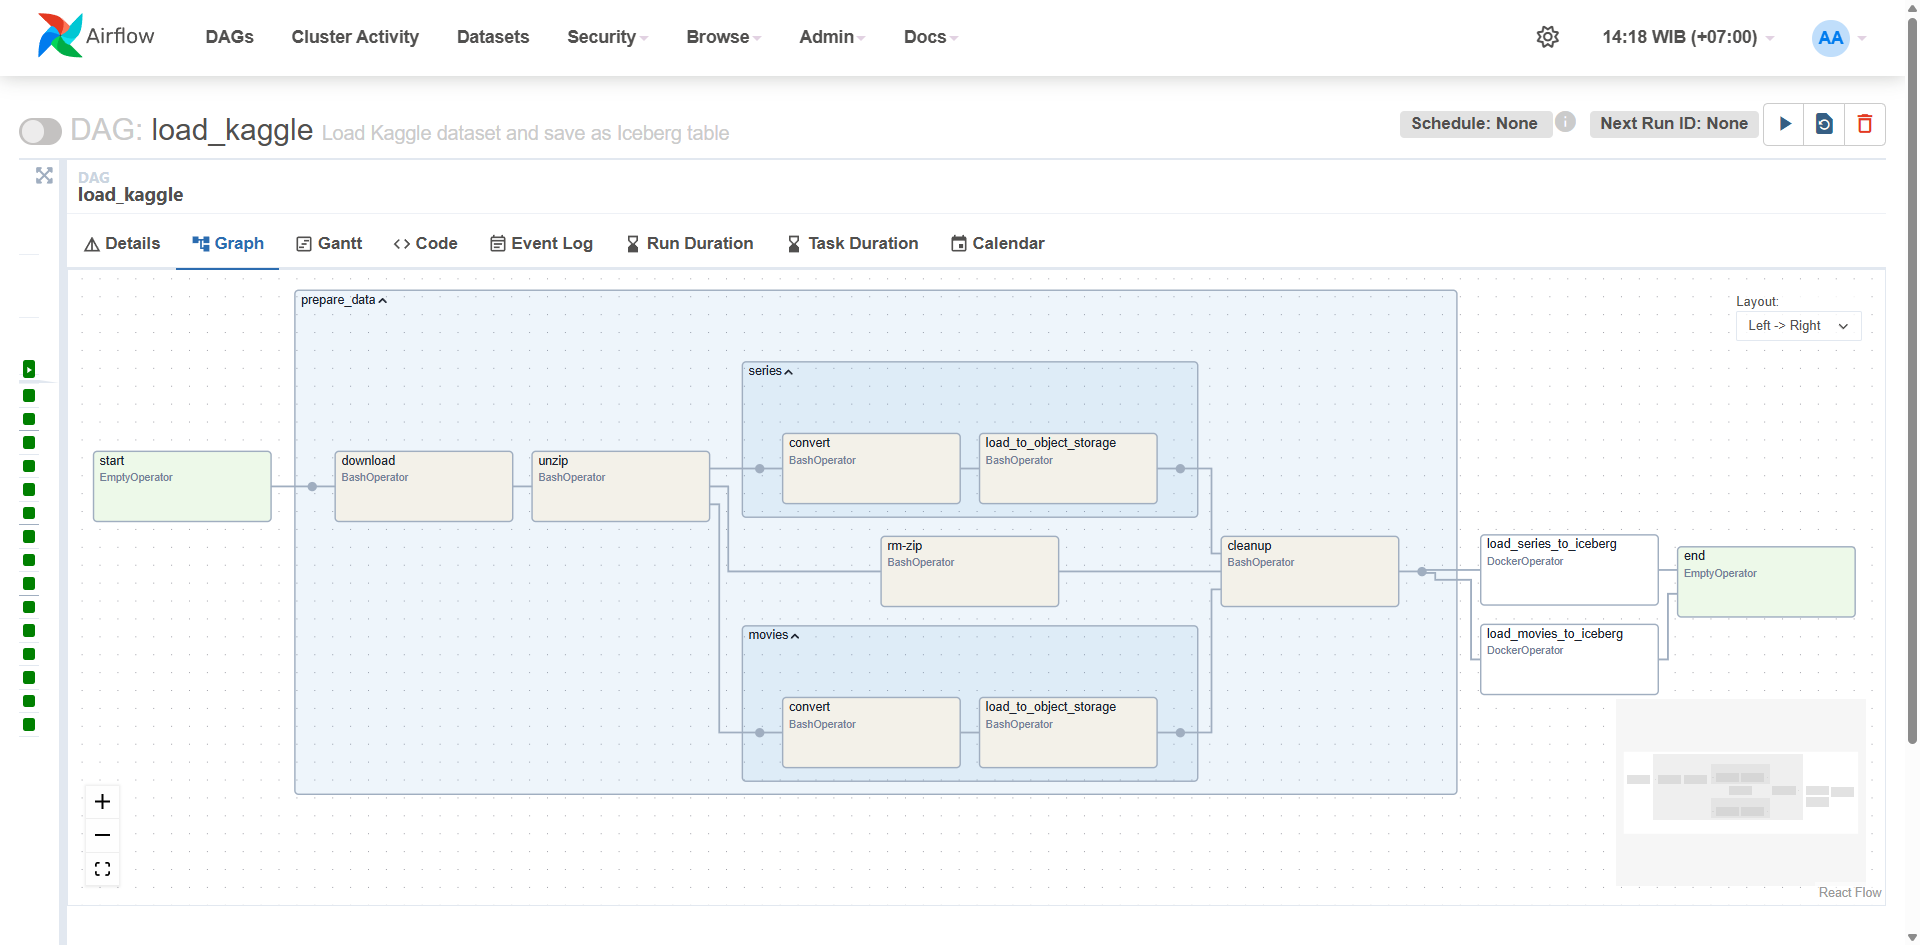 Airflow DAGs Cluster Activity Datasets Security Browse Admin Docs 14:18 WIB (+07:00) AA
DAG: load_kaggle Load Kaggle dataset and save as Iceberg table Schedule: None Next Run ID: None
DAG
load_kaggle
Details Graph Gantt Code Event Log Run Duration Task Duration Calendar
prepare_data
Layout:
Left -> Right
series
convert
BashOperator
load_to_object_storage
BashOperator
start
EmptyOperator
download
BashOperator
unzip
BashOperator
rm-zip
BashOperator
cleanup
BashOperator
load_series_to_iceberg
DockerOperator
end
EmptyOperator
load_movies_to_iceberg
DockerOperator
movies
convert
BashOperator
load_to_object_storage
BashOperator
React Flow